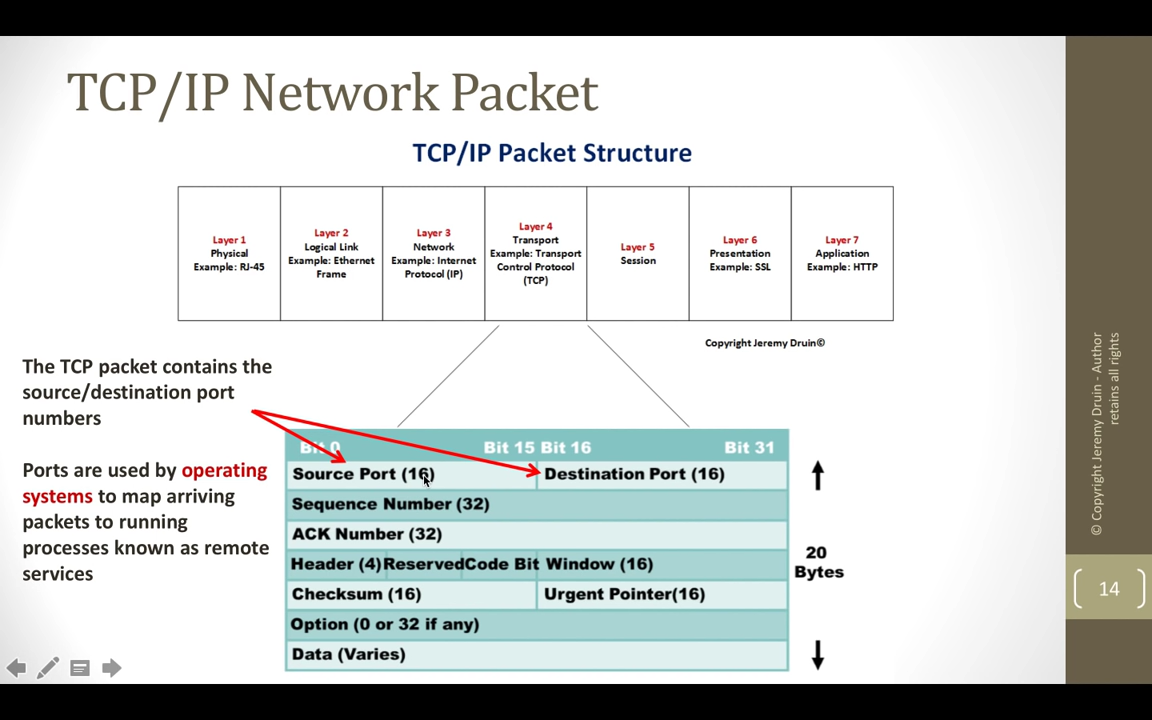 TCP/IP Network Packet
TCP/IP Packet Structure
Layer 1
Physical
Example: RJ-45
Layer 2
Logical Link
Example: Ethernet
Frame
Layer 3
Network
Example: Internet
Protocol (IP)
Layer 4
Transport
Example: Transport
Control Protocol
(TCP)
Layer 5
Session
Layer 6
Presentation
Example: SSL
Layer 7
Application
Example: HTTP
Copyright Jeremy Druin©
The TCP packet contains the
source/destination port
numbers
Ports are used by operating
systems to map arriving
packets to running
processes known as remote
services
Bit 0
Bit 15 Bit 16
Bit 31
Source Port (16)
Destination Port (16)
Sequence Number (32)
ACK Number (32)
Header (4) Reserved Code Bit Window (16)
Checksum (16)
Urgent Pointer(16)
Option (0 or 32 if any)
Data (Varies)
20
Bytes
© Copyright Jeremy Druin - Author
retains all rights
14